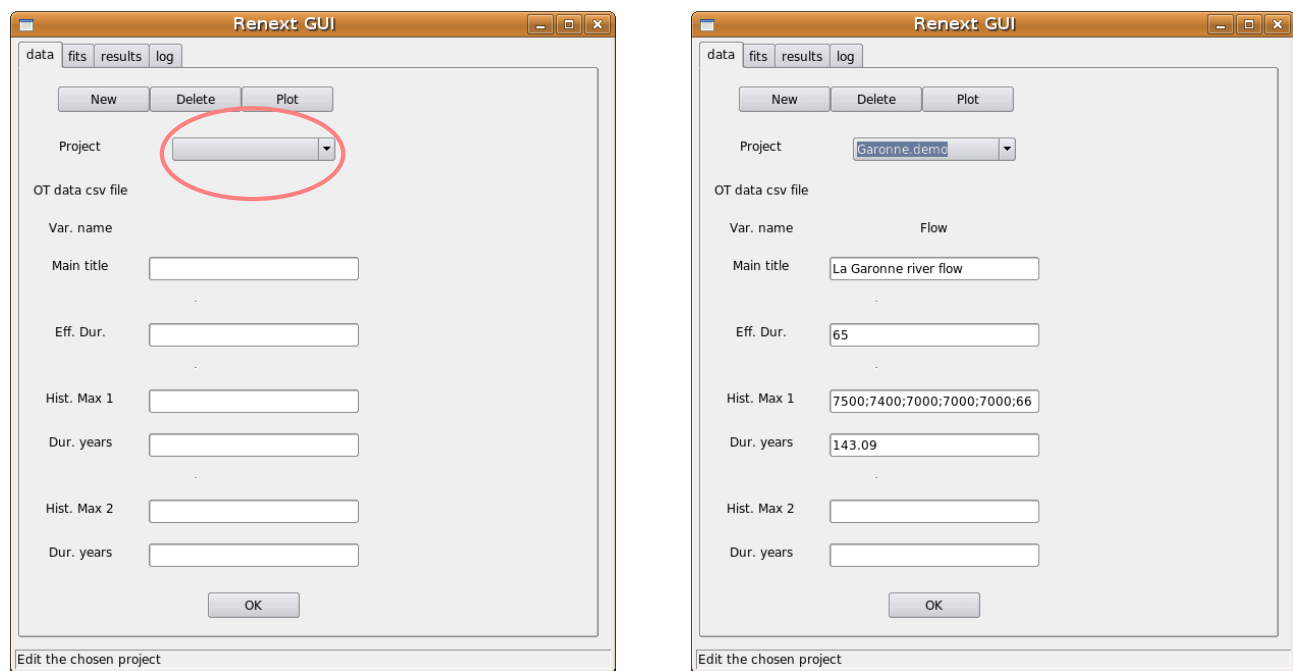 Renext GUI
data fits results log
New Delete Plot
Project
OT data csv file
Var. name
Main title
Eff. Dur.
Hist. Max 1
Dur. years
Hist. Max 2
Dur. years
OK
Edit the chosen project
Renext GUI
data fits results log
New Delete Plot
Project Garonne.demo
OT data csv file
Var. name Flow
Main title La Garonne river flow
Eff. Dur. 65
Hist. Max 1 7500;7400;7000;7000;7000;66
Dur. years 143.09
Hist. Max 2
Dur. years
OK
Edit the chosen project